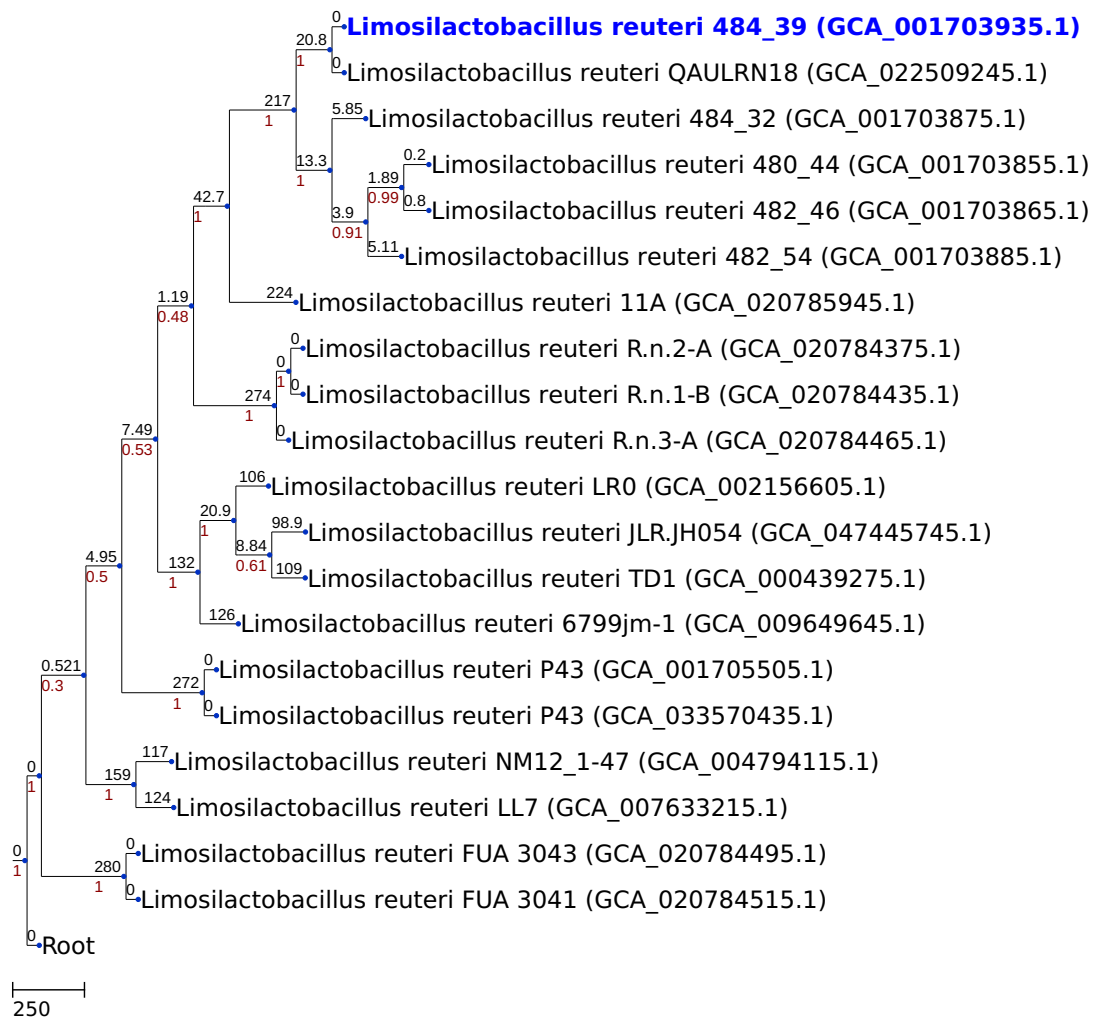 0
Limosilactobacillus reuteri 484_39 (GCA_001703935.1)
20.8
1
0
Limosilactobacillus reuteri QAULRN18 (GCA_022509245.1)
217
1
5.85
Limosilactobacillus reuteri 484_32 (GCA_001703875.1)
13.3
1
0.2
Limosilactobacillus reuteri 480_44 (GCA_001703855.1)
1.89
0.99
0.8
Limosilactobacillus reuteri 482_46 (GCA_001703865.1)
42.7
1
3.9
0.91
5.11
Limosilactobacillus reuteri 482_54 (GCA_001703885.1)
224
Limosilactobacillus reuteri 11A (GCA_020785945.1)
1.19
0.48
0
Limosilactobacillus reuteri R.n.2-A (GCA_020784375.1)
0
1
0
Limosilactobacillus reuteri R.n.1-B (GCA_020784435.1)
274
1
0
Limosilactobacillus reuteri R.n.3-A (GCA_020784465.1)
7.49
0.53
106
Limosilactobacillus reuteri LR0 (GCA_002156605.1)
20.9
1
98.9
Limosilactobacillus reuteri JLR.JH054 (GCA_047445745.1)
8.84
0.61
109
Limosilactobacillus reuteri TD1 (GCA_000439275.1)
4.95
0.5
132
1
126
Limosilactobacillus reuteri 6799jm-1 (GCA_009649645.1)
0
Limosilactobacillus reuteri P43 (GCA_001705505.1)
0.521
0.3
272
1
0
Limosilactobacillus reuteri P43 (GCA_033570435.1)
117
Limosilactobacillus reuteri NM12_1-47 (GCA_004794115.1)
0
1
159
1
124
Limosilactobacillus reuteri LL7 (GCA_007633215.1)
0
Limosilactobacillus reuteri FUA 3043 (GCA_020784495.1)
0
1
280
1
0
Limosilactobacillus reuteri FUA 3041 (GCA_020784515.1)
0
Root
250